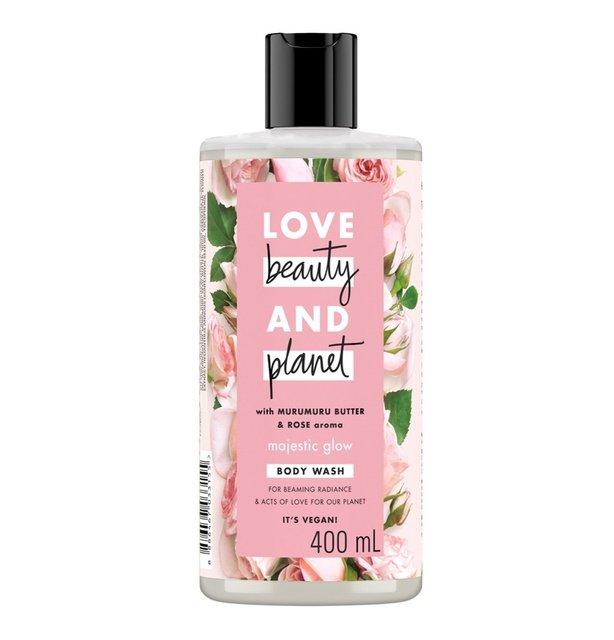 LOVE
beauty
AND
planet
with MURUMURU BUTTER
& ROSE aroma
majestic glow
BODY WASH
FOR BEAMING RADIANCE
& ACTS OF LOVE FOR OUR PLANET
IT'S VEGAN!
400 mL